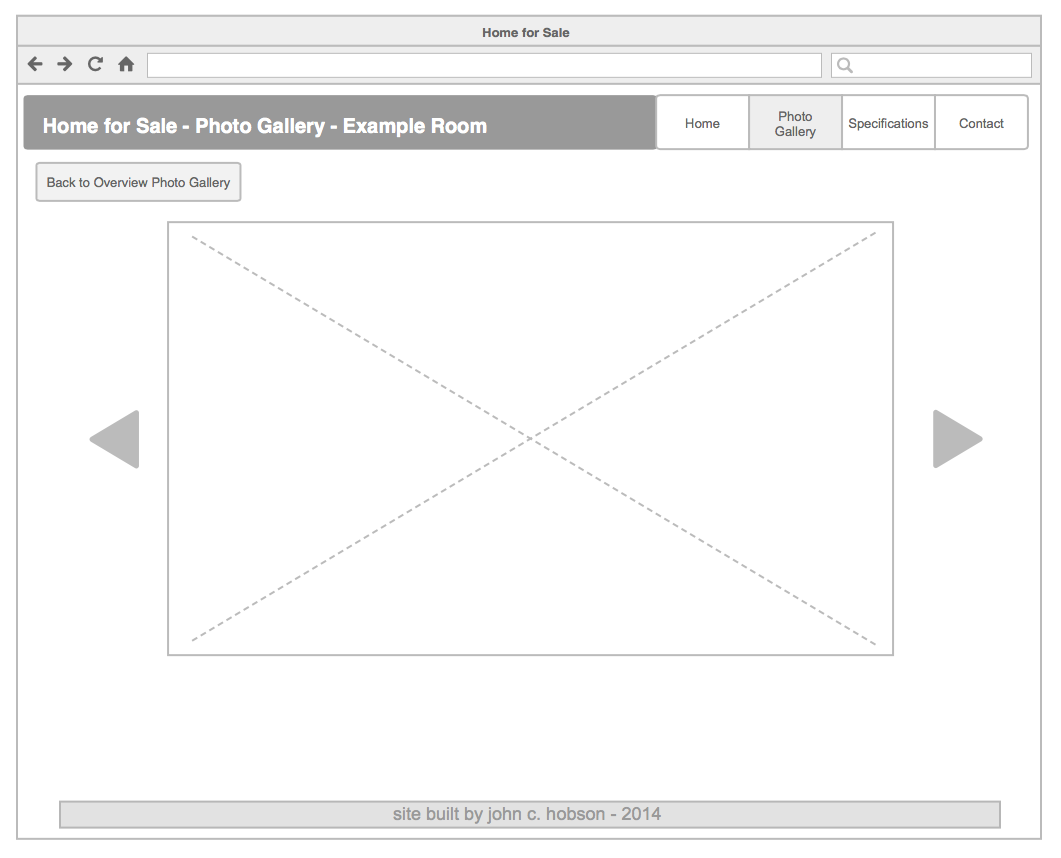 Home for Sale
Home for Sale - Photo Gallery - Example Room
Home
Photo
Gallery
Specifications
Contact
Back to Overview Photo Gallery
site built by john c. hobson - 2014